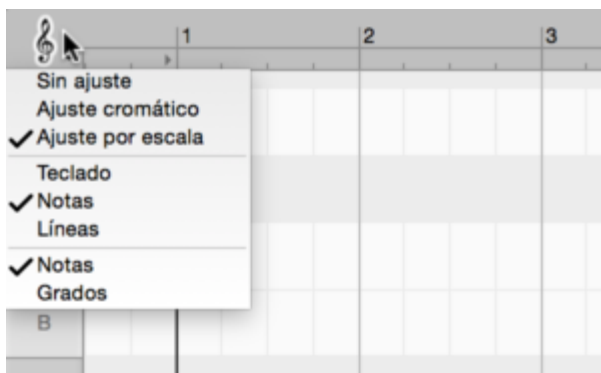 1 2 3
Sin ajuste
Ajuste cromático
Ajuste por escala
Teclado
Notas
Líneas
Notas
Grados
B